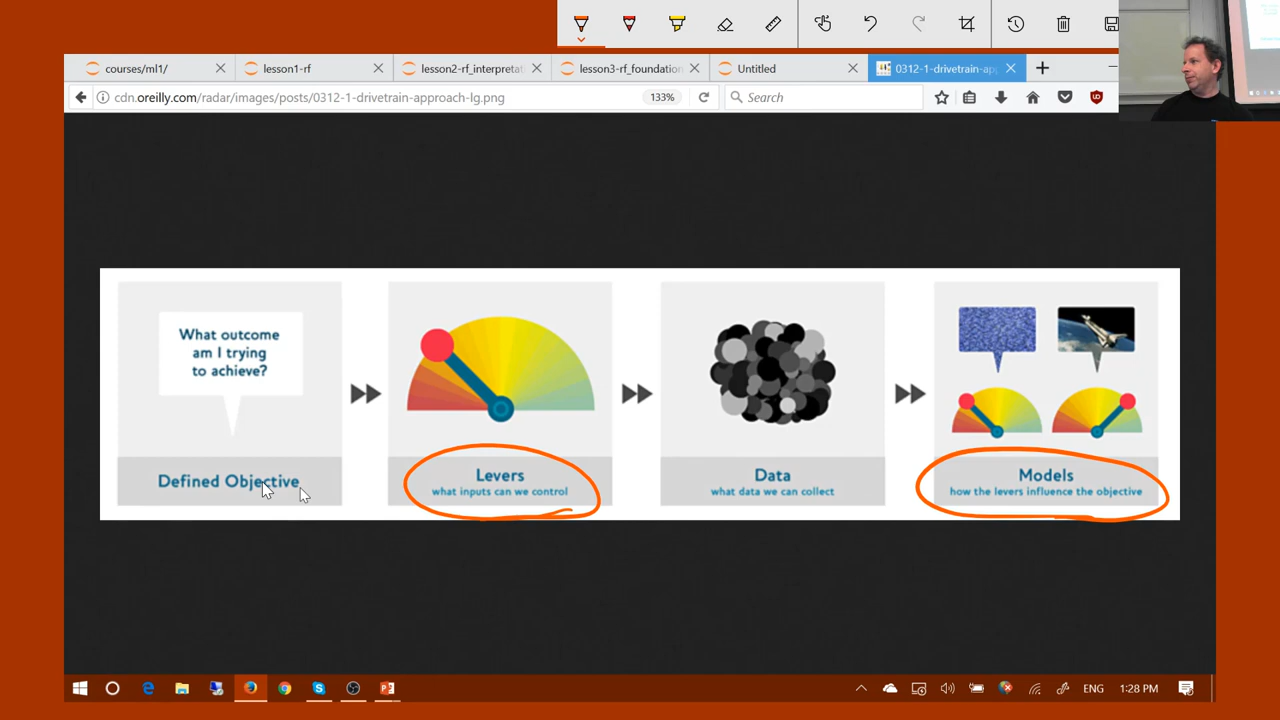 courses/ml1/
lesson1-rf
lesson2-rf_interpretat
lesson3-rf_foundation
Untitled
0312-1-drivetrain-ap
cdn.oreilly.com/radar/images/posts/0312-1-drivetrain-approach-lg.png
133%
Search
What outcome
am I trying
to achieve?
Defined Objective
Levers
what inputs can we control
Data
what data we can collect
Models
how the levers influence the objective
ENG
1:28 PM